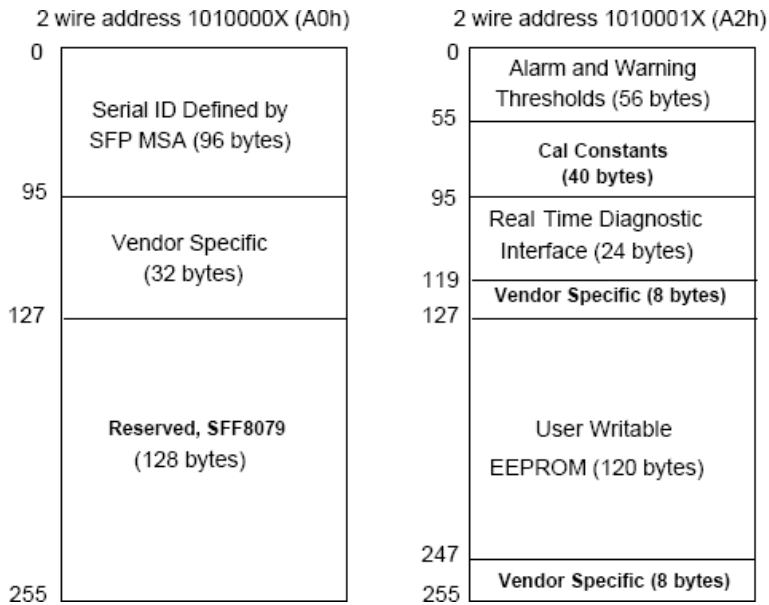 2 wire address 1010000X (A0h)
0
Serial ID Defined by
SFP MSA (96 bytes)
95
Vendor Specific
(32 bytes)
127
Reserved, SFF8079
(128 bytes)
255
2 wire address 1010001X (A2h)
0
Alarm and Warning
Thresholds (56 bytes)
55
Cal Constants
(40 bytes)
95
Real Time Diagnostic
Interface (24 bytes)
119
Vendor Specific (8 bytes)
127
User Writable
EEPROM (120 bytes)
247
Vendor Specific (8 bytes)
255